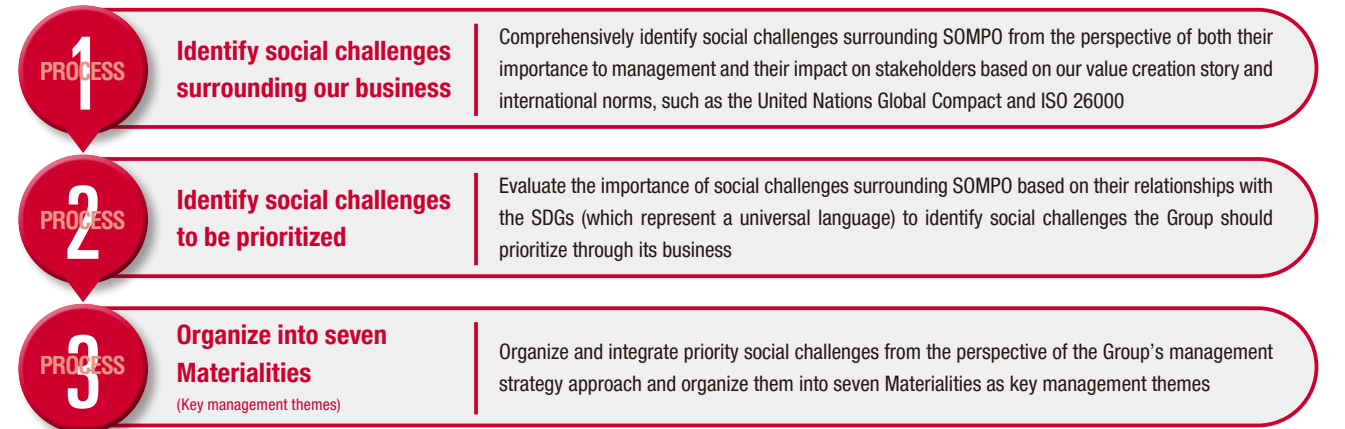 PROCESS
1
Identify social challenges
surrounding our business
Comprehensively identify social challenges surrounding SOMPO from the perspective of both their
importance to management and their impact on stakeholders based on our value creation story and
international norms, such as the United Nations Global Compact and ISO 26000
PROCESS
2
Identify social challenges
to be prioritized
Evaluate the importance of social challenges surrounding SOMPO based on their relationships with
the SDGs (which represent a universal language) to identify social challenges the Group should
prioritize through its business
PROCESS
3
Organize into seven
Materialities
(Key management themes)
Organize and integrate priority social challenges from the perspective of the Group’s management
strategy approach and organize them into seven Materialities as key management themes